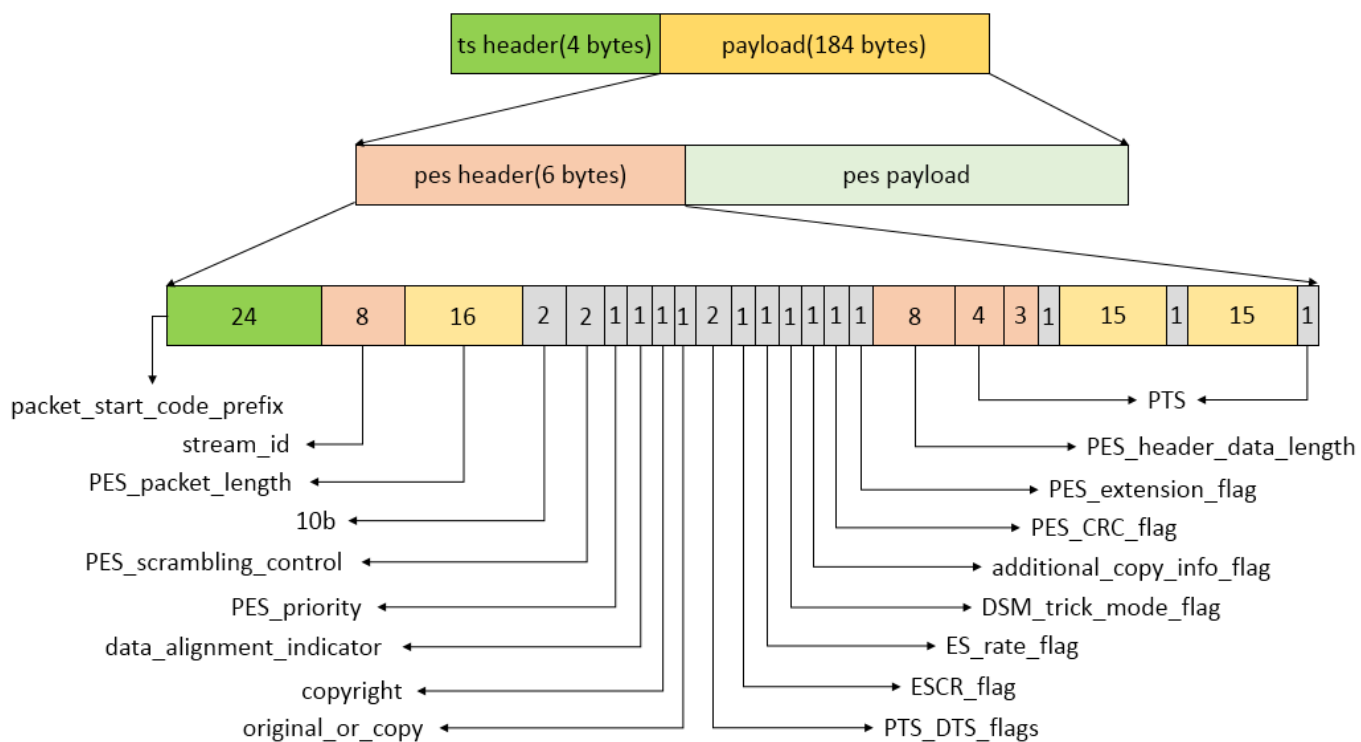 ts header(4 bytes) payload(184 bytes)
pes header(6 bytes) pes payload
24 8 16 2 2 1 1 1 1 2 1 1 1 1 1 1 8 4 3 1 15 1 15 1
packet_start_code_prefix
PTS
stream_id
PES_header_data_length
PES_packet_length
PES_extension_flag
10b
PES_CRC_flag
PES_scrambling_control
additional_copy_info_flag
PES_priority
DSM_trick_mode_flag
data_alignment_indicator
ES_rate_flag
copyright
ESCR_flag
original_or_copy
PTS_DTS_flags